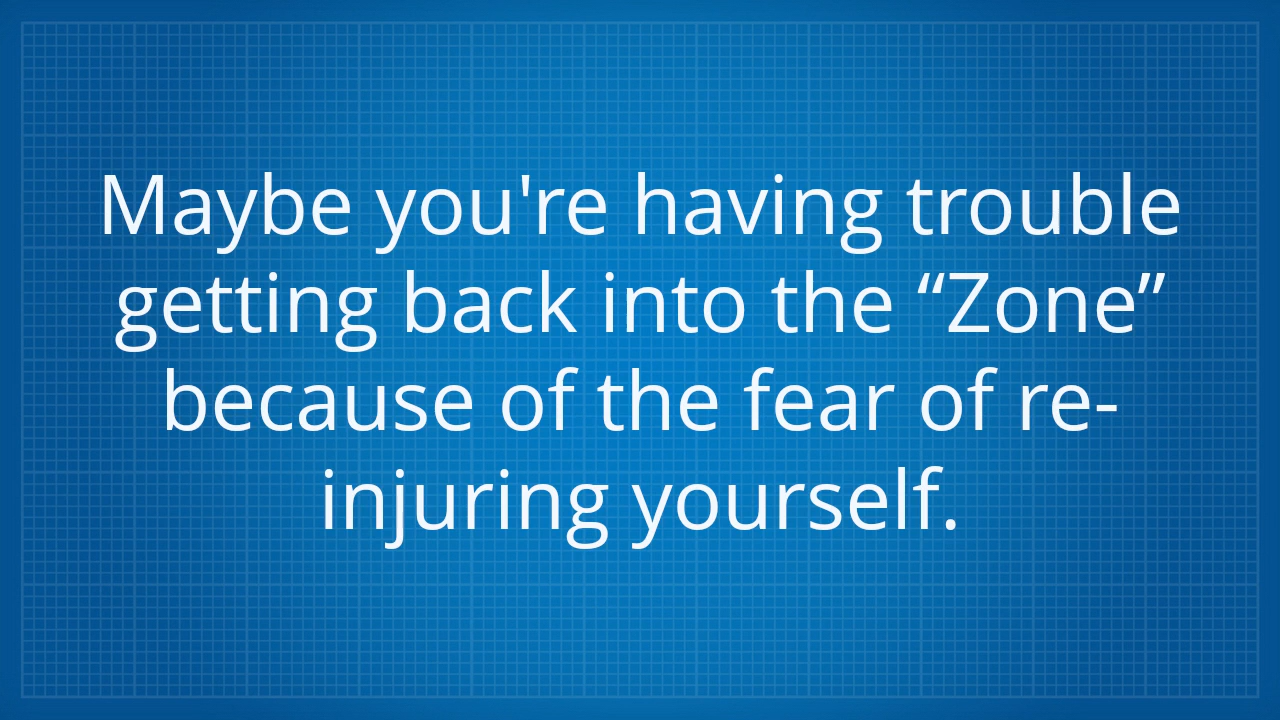 Maybe you're having trouble
getting back into the “Zone”
because of the fear of re-
injuring yourself.